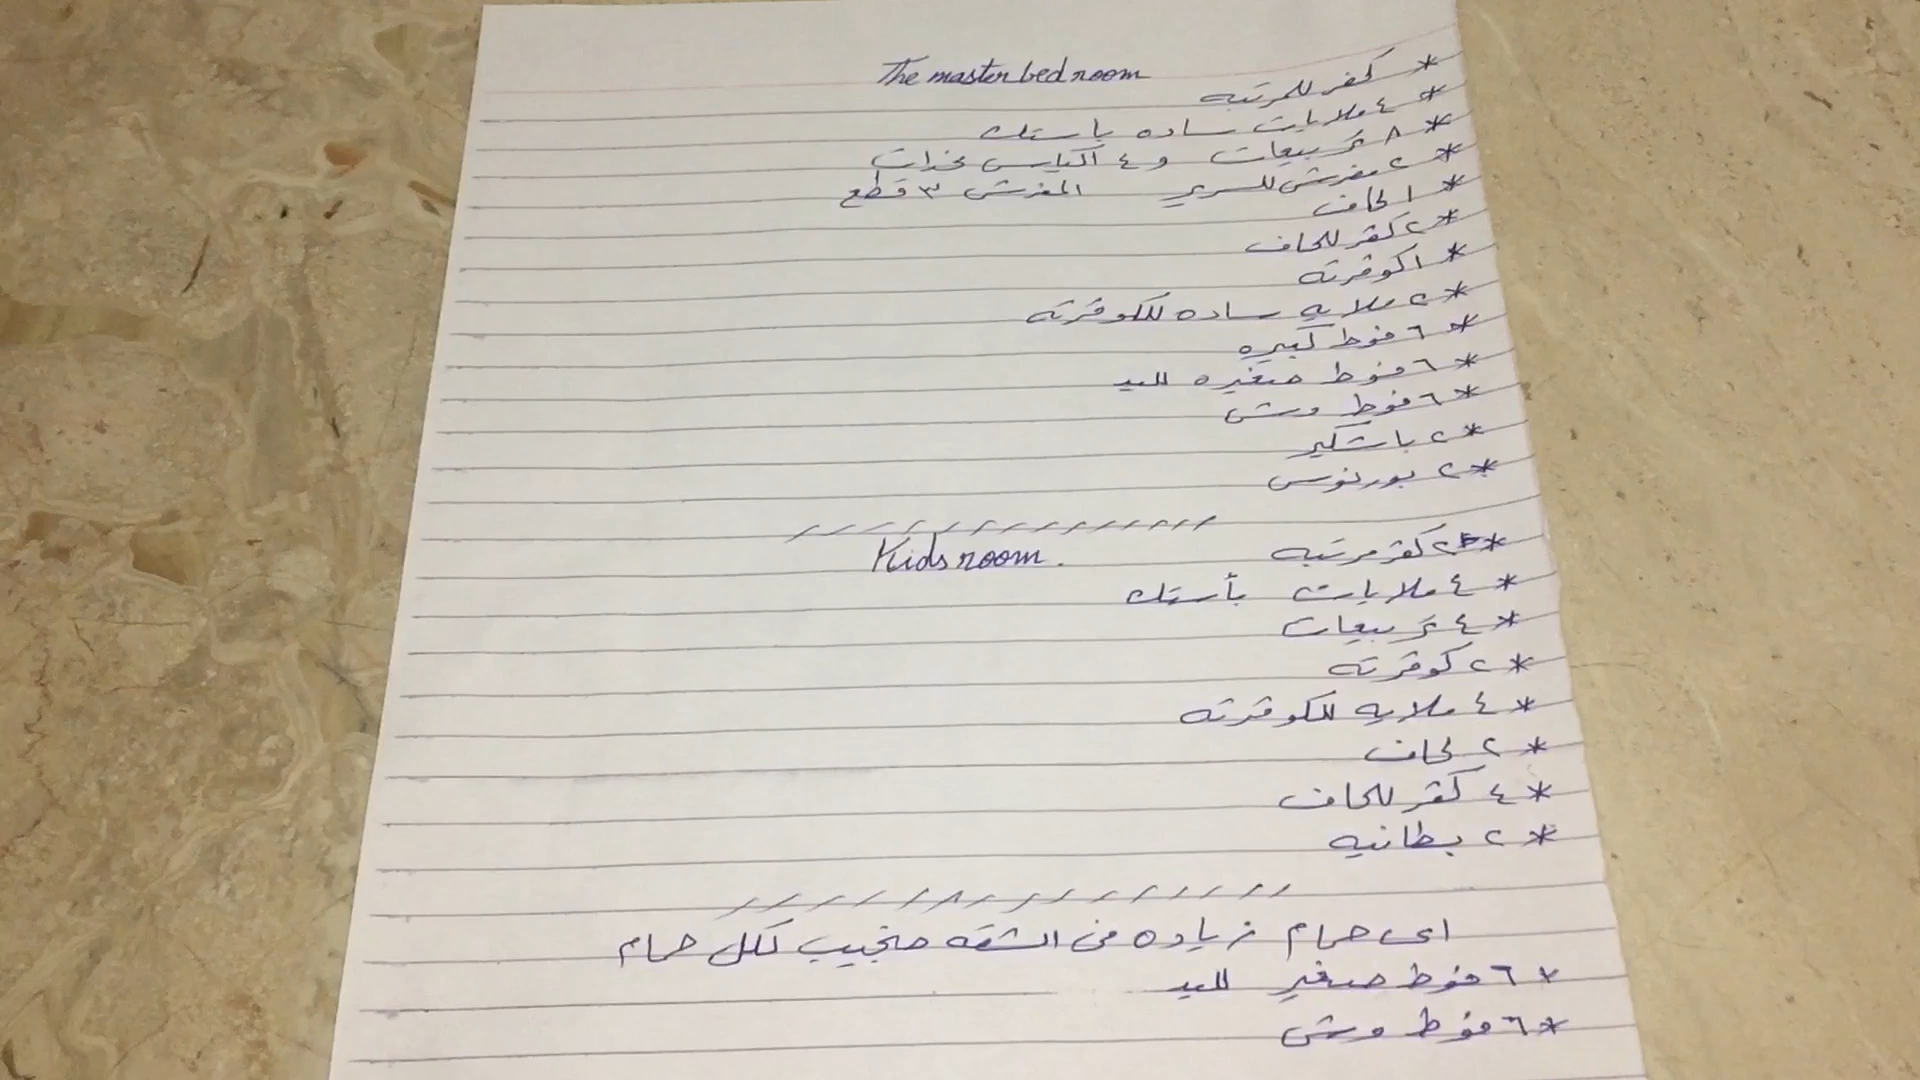 The master bed room
* كفر للمرتبه
* ٤ ملايات ساده بأستك
* ٨ تربيعات و ٤ اكياس مخدات
* ٢ مفرش للسرير المفرش ٣ قطع
* ١ لحاف
* ٢ كفر للحاف
* ١ كوفرته
* ٢ ملايه ساده للكوفرته
* ٦ فوط كبيره
* ٦ فوط صغيره لليد
* ٦ فوط وش
* ٢ باشكير
* ٢ بورنوس
Kids room.
* ٢ كفر مرتبه
* ٤ ملايات بأستك
* ٤ تربيعات
* ٢ كوفرته
* ٤ ملايه للكوفرته
* ٢ لحاف
* ٤ كفر للحاف
* ٢ بطانيه
اى حمام زياده فى الشقه هنجيب لكل حمام
* ٦ فوط صغير لليد
* ٦ فوط وش